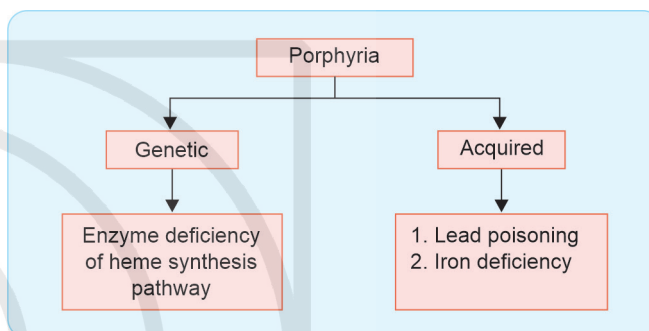 Porphyria
Genetic
Acquired
Enzyme deficiency
of heme synthesis
pathway
1. Lead poisoning
2. Iron deficiency